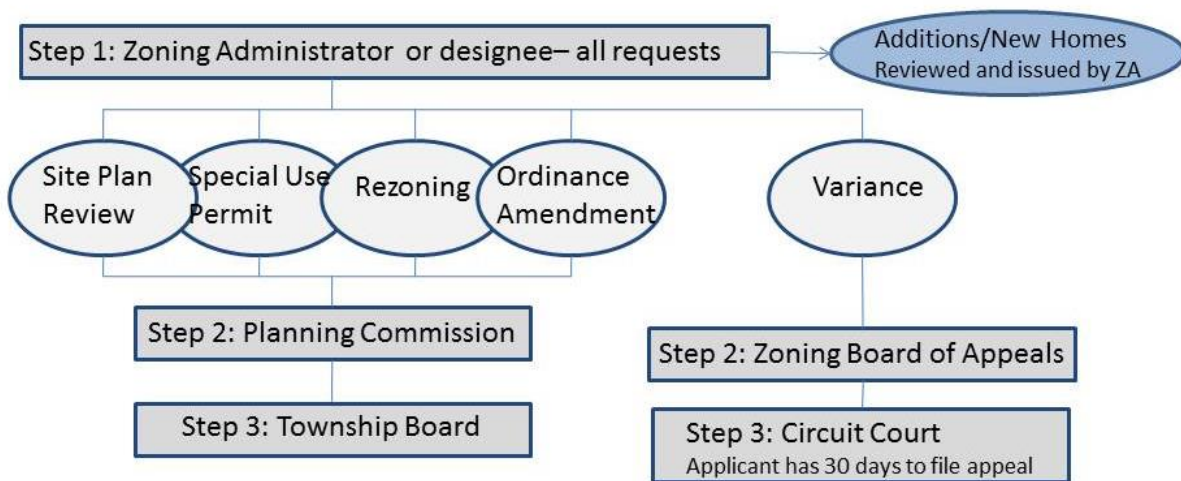 Step 1: Zoning Administrator or designee– all requests
Additions/New Homes
Reviewed and issued by ZA
Site Plan
Review
Special Use
Permit
Rezoning
Ordinance
Amendment
Variance
Step 2: Planning Commission
Step 3: Township Board
Step 2: Zoning Board of Appeals
Step 3: Circuit Court
Applicant has 30 days to file appeal